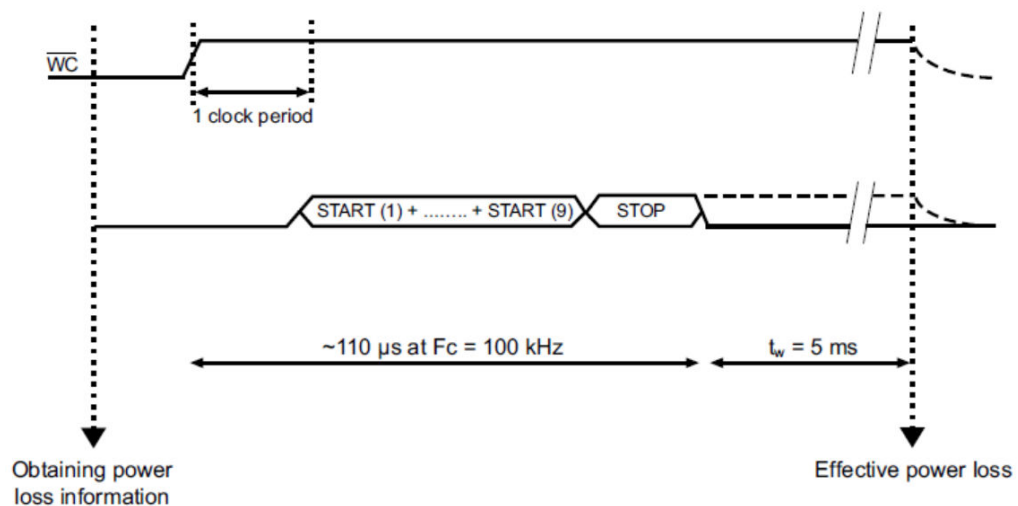 W̅C̅
1 clock period
START (1) + ........ + START (9)
STOP
~110 µs at Fc = 100 kHz
tw = 5 ms
Obtaining power
loss information
Effective power loss